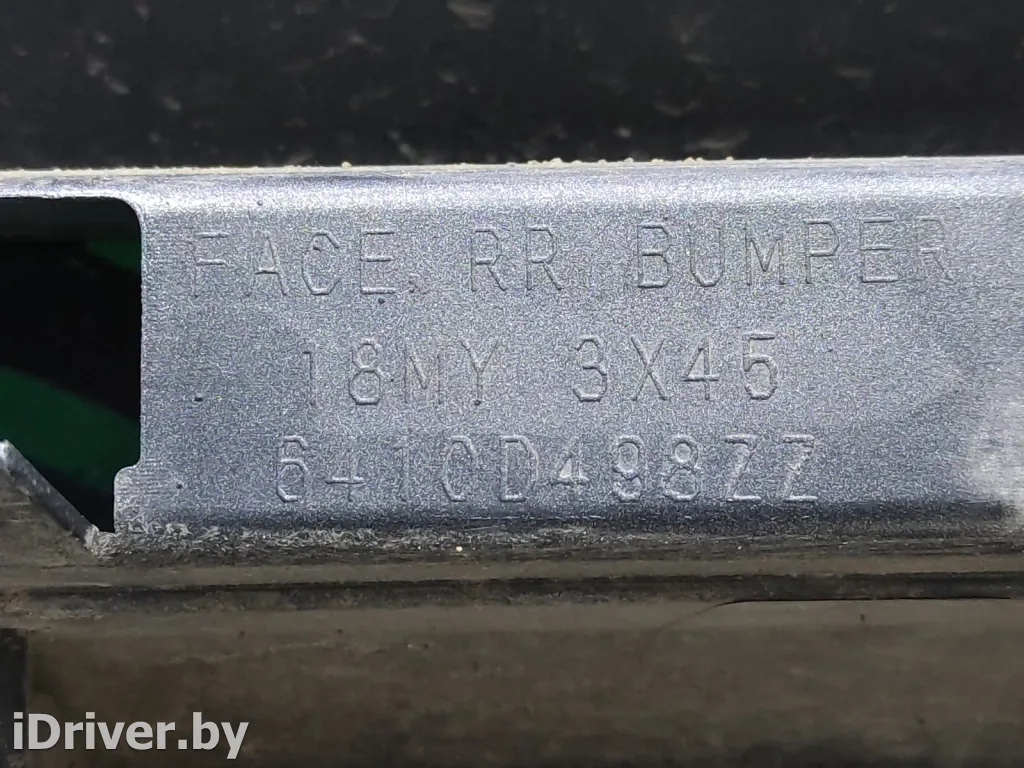 FACE, RR BUMPER
18MY 3X45
6410D498ZZ
iDriver.by